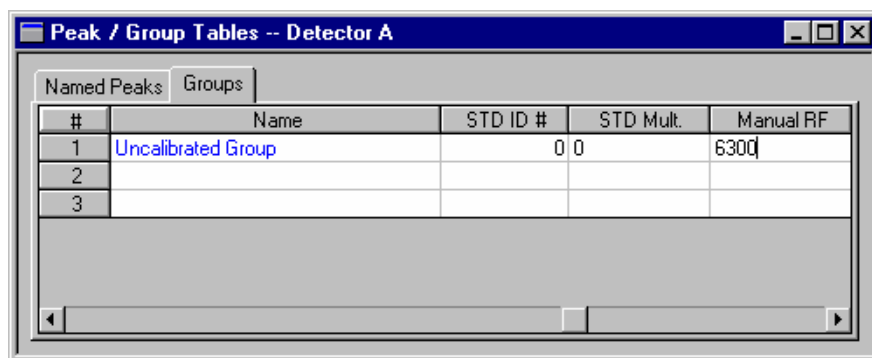 Peak / Group Tables -- Detector A
Named Peaks Groups
# Name STD ID # STD Mult. Manual RF
1 Uncalibrated Group 0 0 6300
2
3